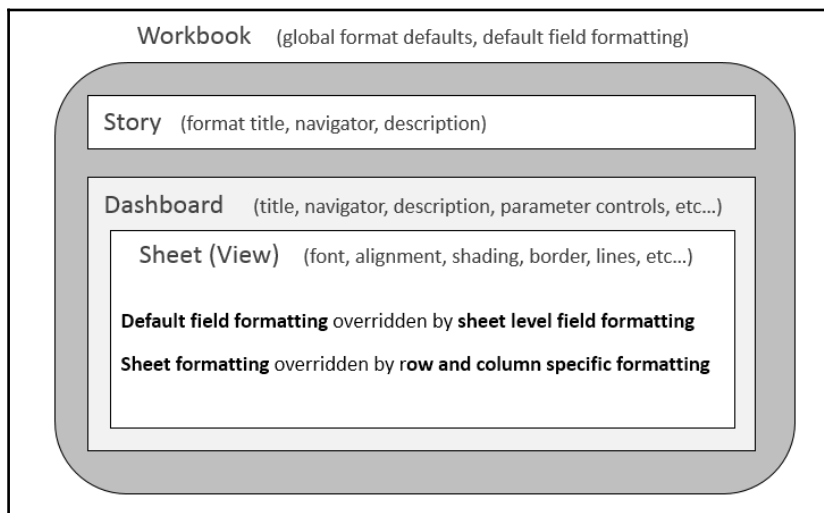 Workbook (global format defaults, default field formatting)
Story (format title, navigator, description)
Dashboard (title, navigator, description, parameter controls, etc...)
Sheet (View) (font, alignment, shading, border, lines, etc...)
Default field formatting overridden by sheet level field formatting
Sheet formatting overridden by row and column specific formatting